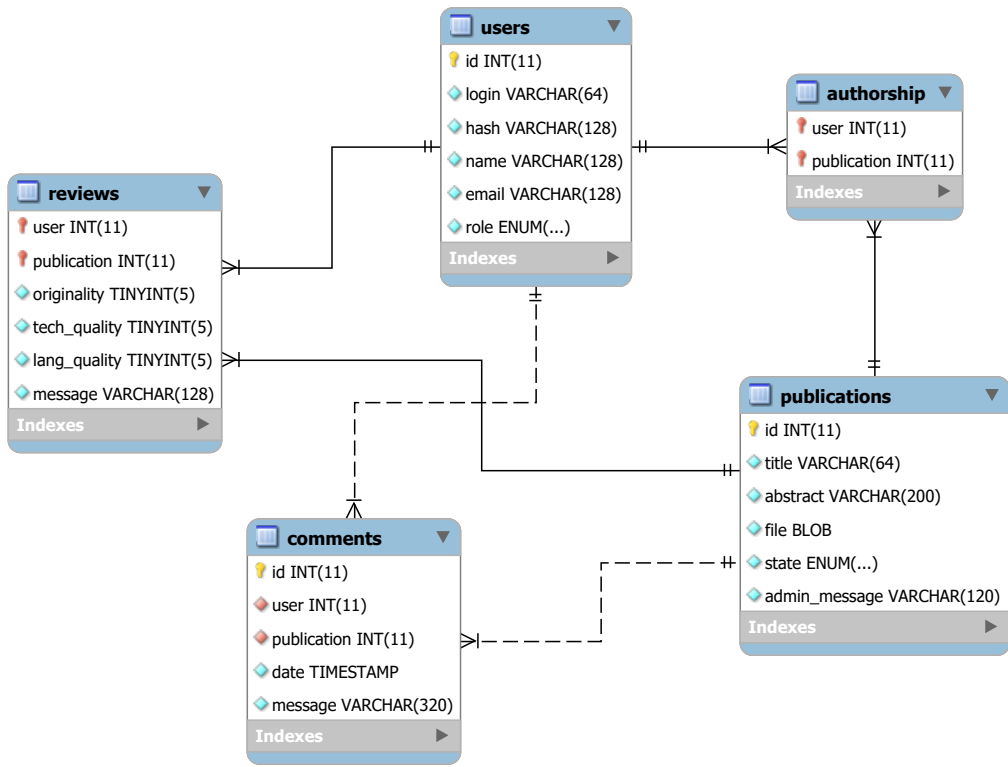 users
id INT(11)
login VARCHAR(64)
hash VARCHAR(128)
name VARCHAR(128)
email VARCHAR(128)
role ENUM(...)
Indexes
authorship
user INT(11)
publication INT(11)
Indexes
reviews
user INT(11)
publication INT(11)
originality TINYINT(5)
tech_quality TINYINT(5)
lang_quality TINYINT(5)
message VARCHAR(128)
Indexes
publications
id INT(11)
title VARCHAR(64)
abstract VARCHAR(200)
file BLOB
state ENUM(...)
admin_message VARCHAR(120)
Indexes
comments
id INT(11)
user INT(11)
publication INT(11)
date TIMESTAMP
message VARCHAR(320)
Indexes